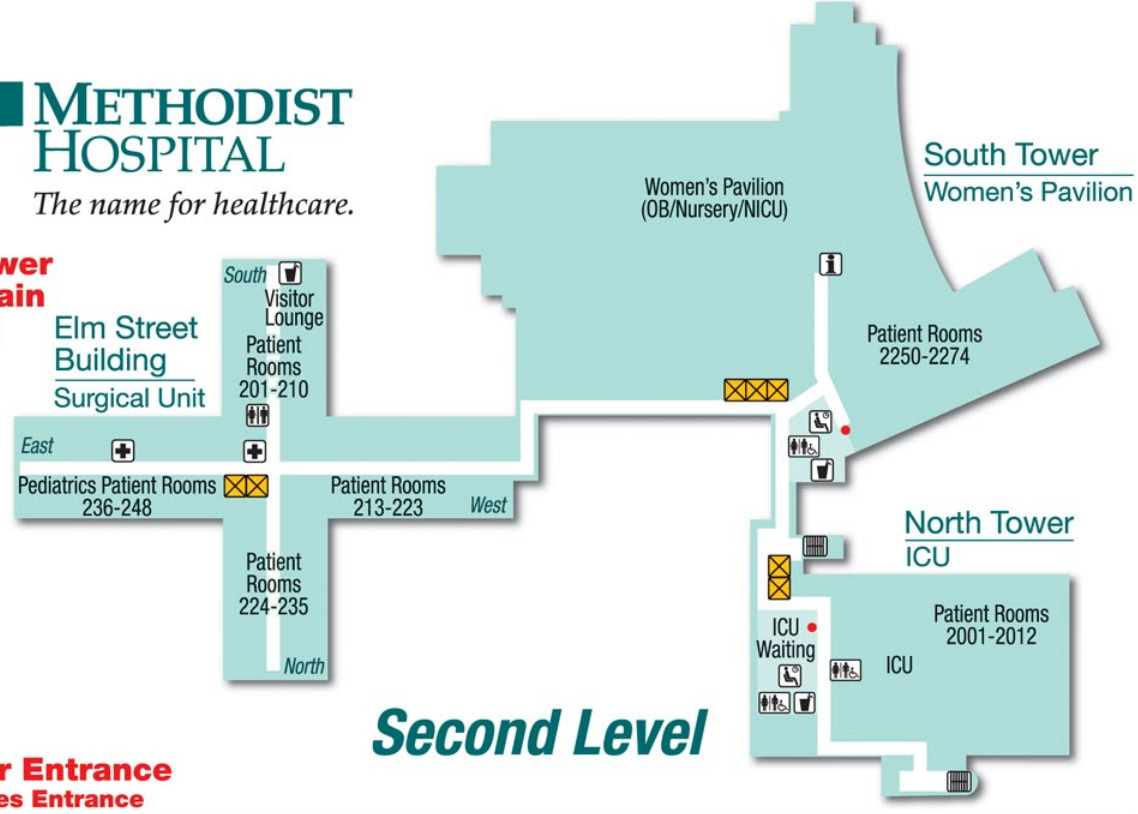 METHODIST
HOSPITAL
The name for healthcare.
South Tower
Women's Pavilion
Women's Pavilion
(OB/Nursery/NICU)
Elm Street
Building
Surgical Unit
South
Visitor
Lounge
Patient
Rooms
201-210
Patient Rooms
2250-2274
East
Pediatrics Patient Rooms
236-248
Patient Rooms
213-223
West
Patient
Rooms
224-235
North
North Tower
ICU
Patient Rooms
2001-2012
ICU
Waiting
ICU
Second Level
Entrance
Entrance